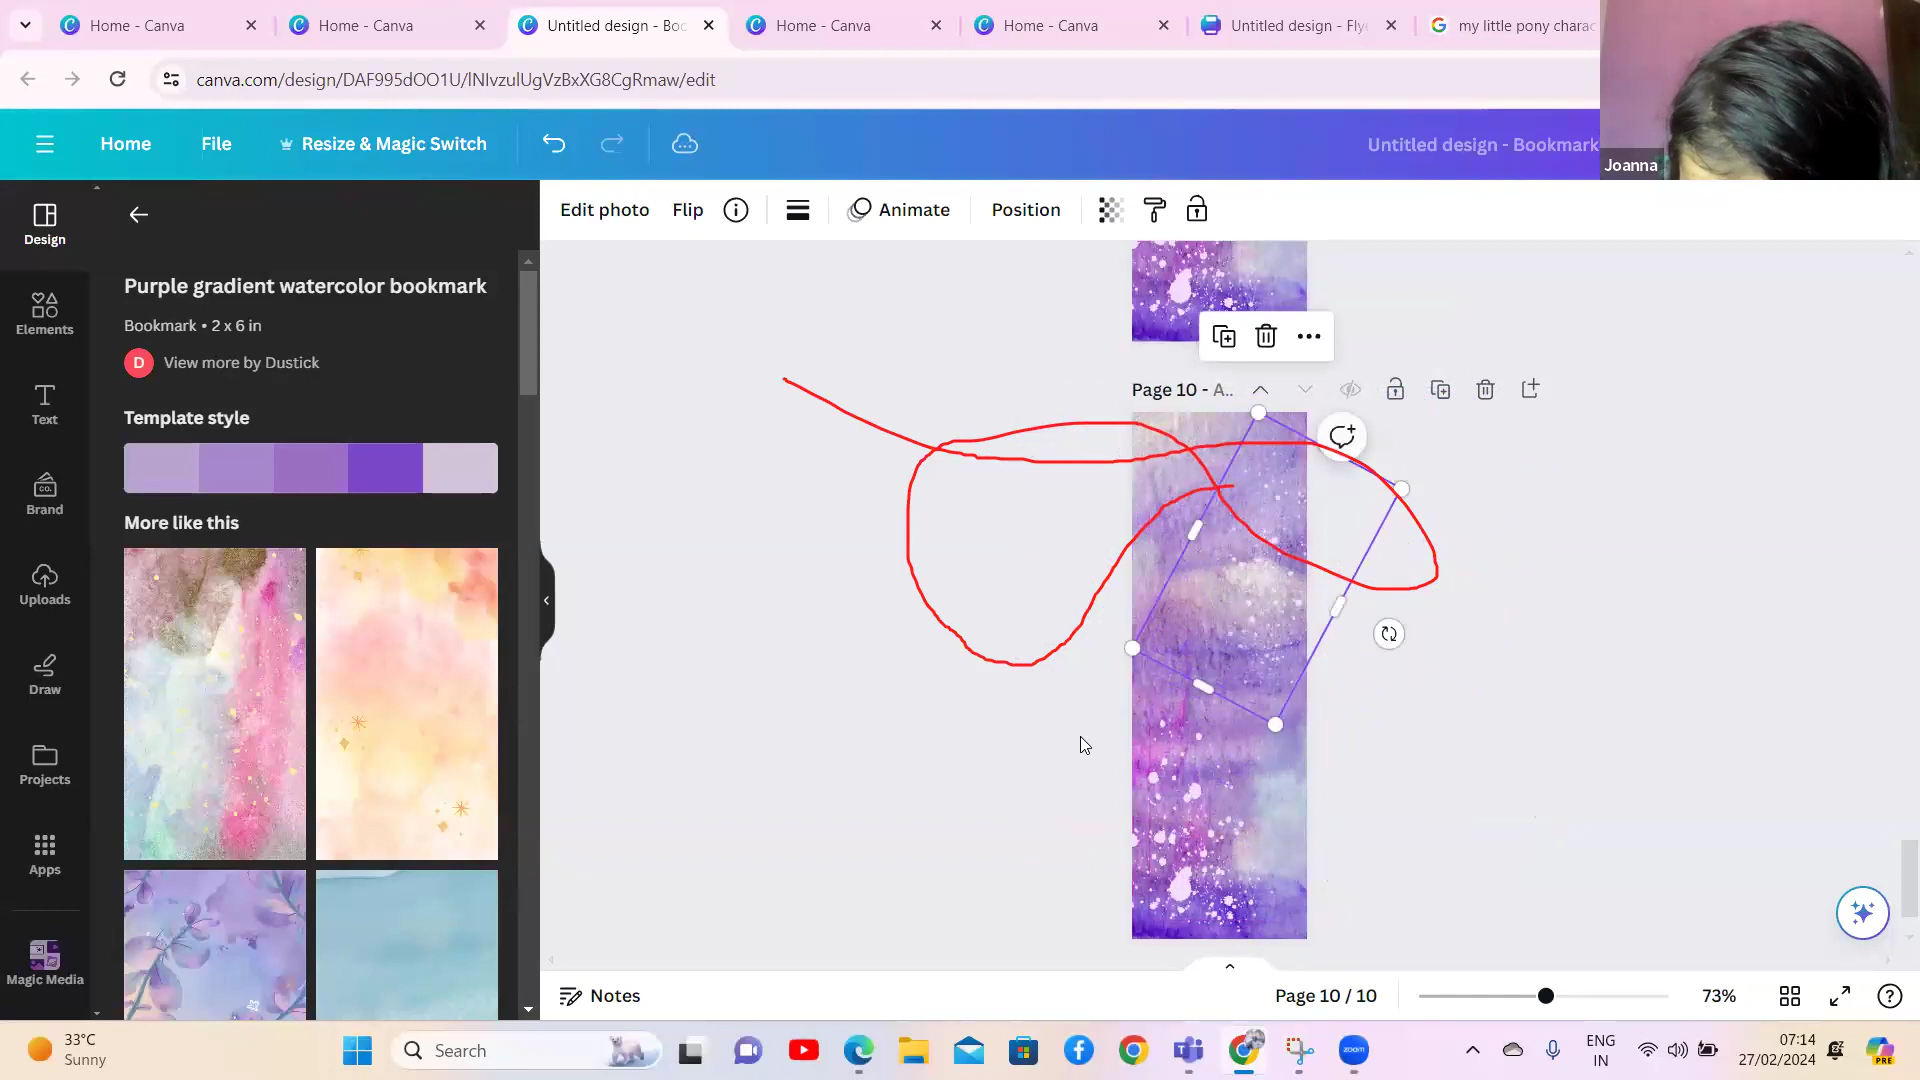 Home - Canva
Home - Canva
Untitled design - Boo
Home - Canva
Home - Canva
Untitled design - Flye
my little pony charac
canva.com/design/DAF995dOO1U/lNIvzulUgVzBxXG8CgRmaw/edit
Home
File
Resize & Magic Switch
Untitled design - Bookmark
Joanna
Design
Elements
Text
Brand
Uploads
Draw
Projects
Apps
Magic Media
Purple gradient watercolor bookmark
Bookmark • 2 x 6 in
D
View more by Dustick
Template style
More like this
Edit photo
Flip
Animate
Position
Page 10 - A..
Notes
Page 10 / 10
73%
33°C
Sunny
Search
zoom
ENG
IN
07:14
27/02/2024
PRE